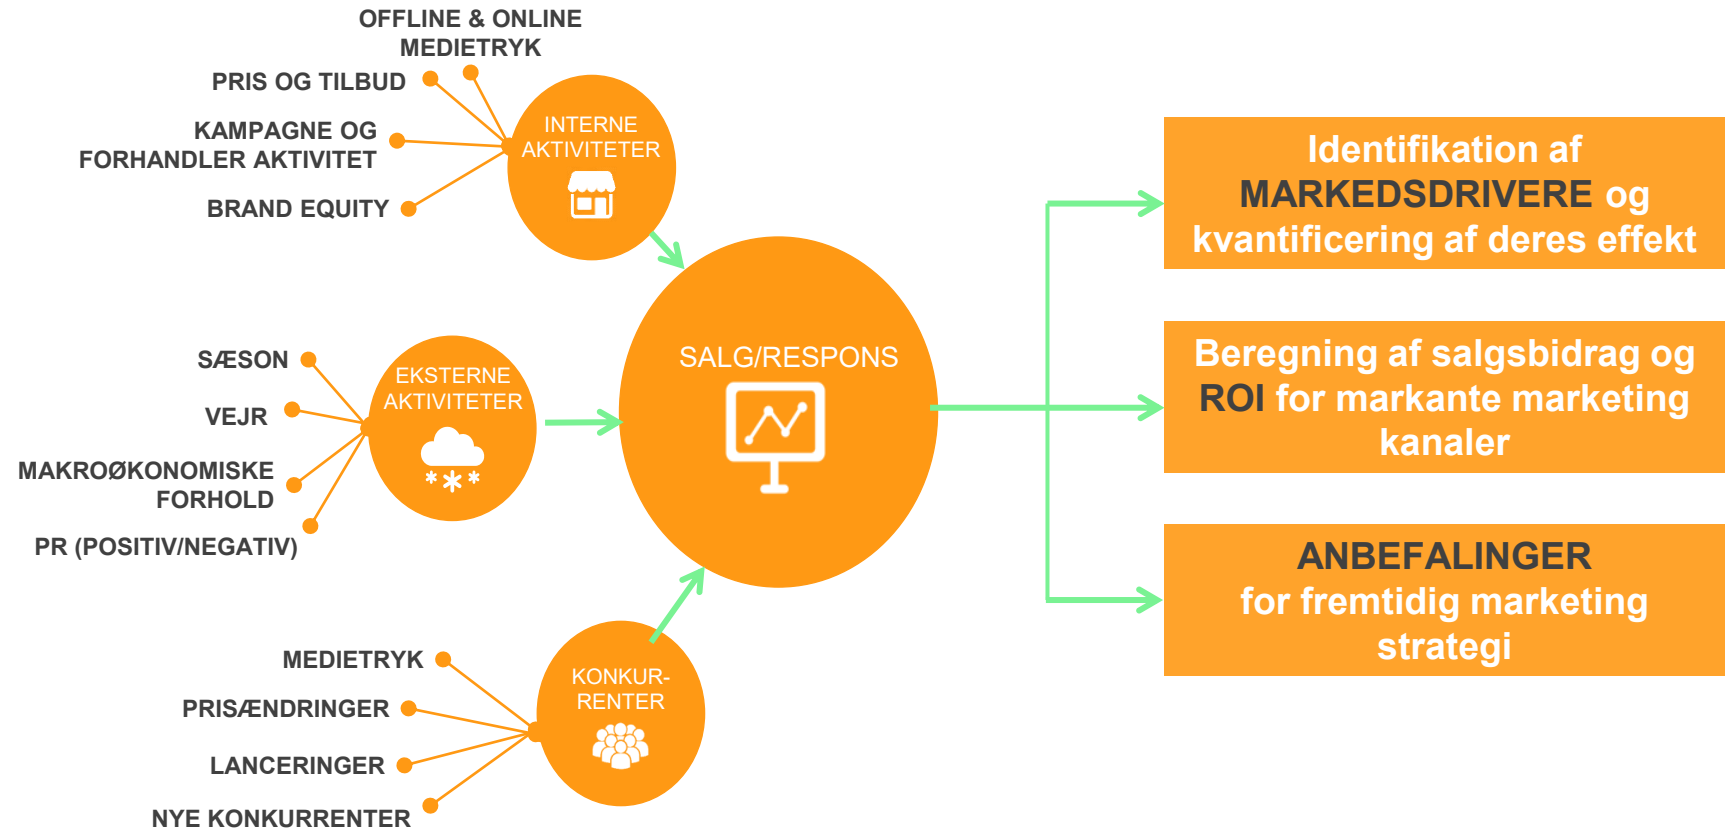 OFFLINE & ONLINE
MEDIETRYK
PRIS OG TILBUD
KAMPAGNE OG
FORHANDLER AKTIVITET
BRAND EQUITY
INTERNE
AKTIVITETER
SÆSON
VEJR
MAKROØKONOMISKE
FORHOLD
PR (POSITIV/NEGATIV)
EKSTERNE
AKTIVITETER
MEDIETRYK
PRISÆNDRINGER
LANCERINGER
NYE KONKURRENTER
KONKUR-
RENTER
SALG/RESPONS
Identifikation af
MARKEDSDRIVERE og
kvantificering af deres effekt
Beregning af salgsbidrag og
ROI for markante marketing
kanaler
ANBEFALINGER
for fremtidig marketing
strategi